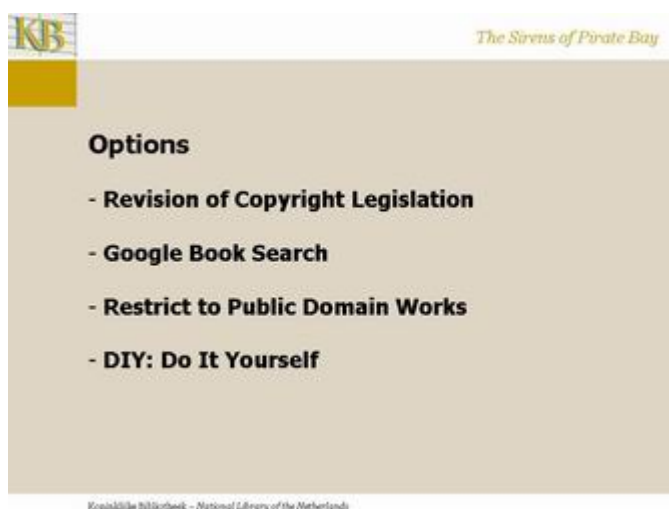 KB
The Sirens of Pirate Bay
Options
- Revision of Copyright Legislation
- Google Book Search
- Restrict to Public Domain Works
- DIY: Do It Yourself
Koninklijke Bibliotheek – National Library of the Netherlands